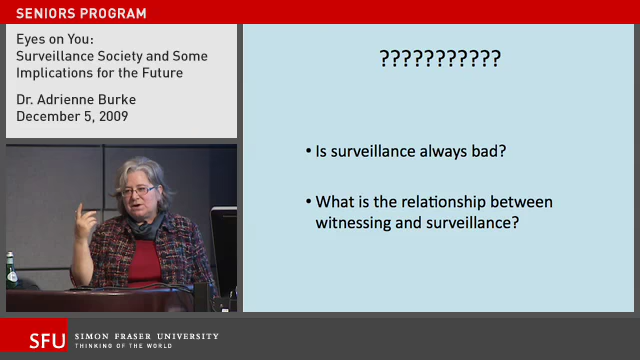 SENIORS PROGRAM
Eyes on You:
Surveillance Society and Some
Implications for the Future
Dr. Adrienne Burke
December 5, 2009
???????????
• Is surveillance always bad?
• What is the relationship between
witnessing and surveillance?
SFU
SIMON FRASER UNIVERSITY
THINKING OF THE WORLD